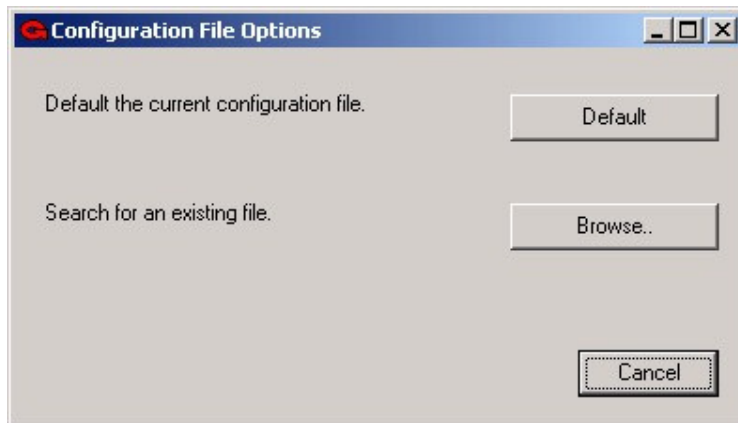 Configuration File Options
Default the current configuration file.
Default
Search for an existing file.
Browse..
Cancel